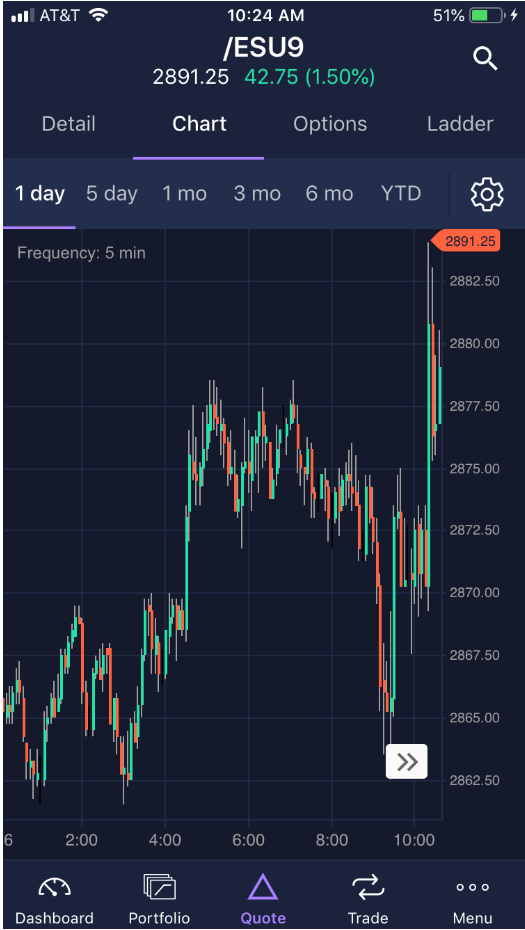 AT&T 10:24 AM 51%
/ESU9
2891.25 42.75 (1.50%)
Detail Chart Options Ladder
1 day 5 day 1 mo 3 mo 6 mo YTD
Frequency: 5 min
2891.25
2882.50
2880.00
2877.50
2875.00
2872.50
2870.00
2867.50
2865.00
2862.50
6 2:00 4:00 6:00 8:00 10:00
Dashboard Portfolio Quote Trade Menu